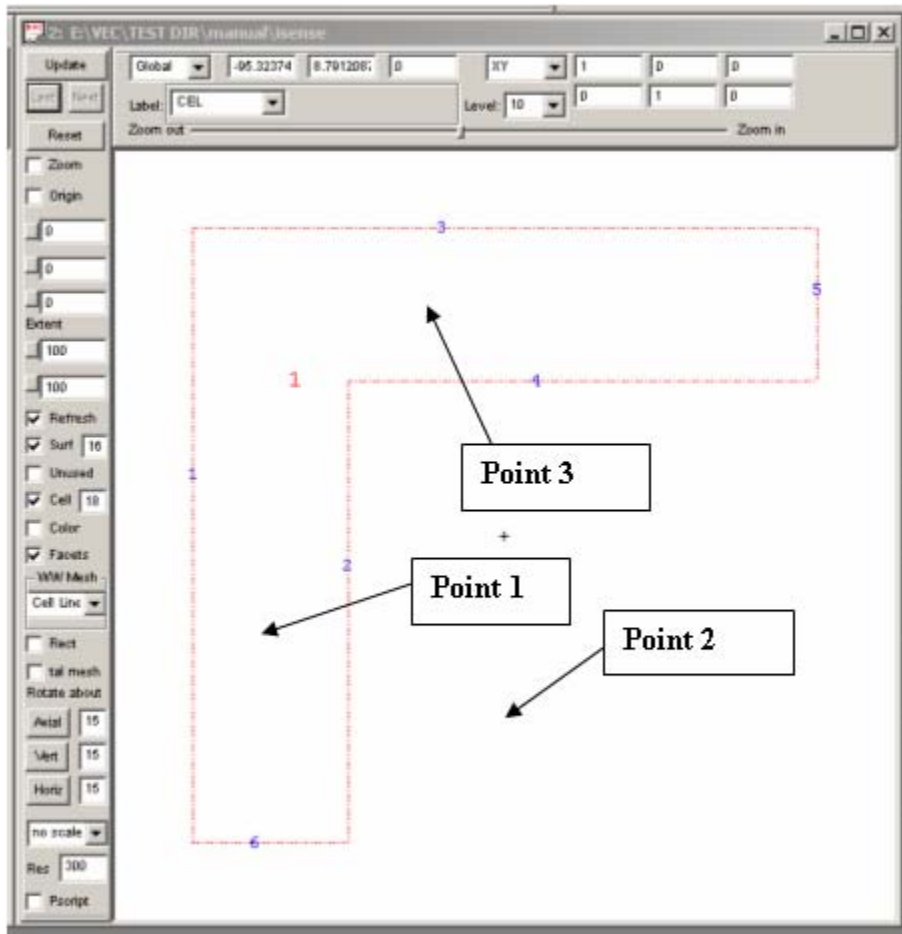 2: E:\VEC\TEST DIR\manual\lsense
Update
Global -95.32374 8.7912087 0 XY 1 0 0
Last Next
Label: CEL Level: 10 0 1 0
Reset
Zoom out Zoom in
Zoom
Origin
0
0
0
Extent
100
100
Refresh
Surf 16
Unused
Cell 18
Color
Facets
WW Mesh
Cell Line
Rect
tal mesh
Rotate about
Axial 15
Vert 15
Horiz 15
no scale
Res 300
Psoript
3
5
1
4
Point 3
1
2
Point 1
Point 2
6